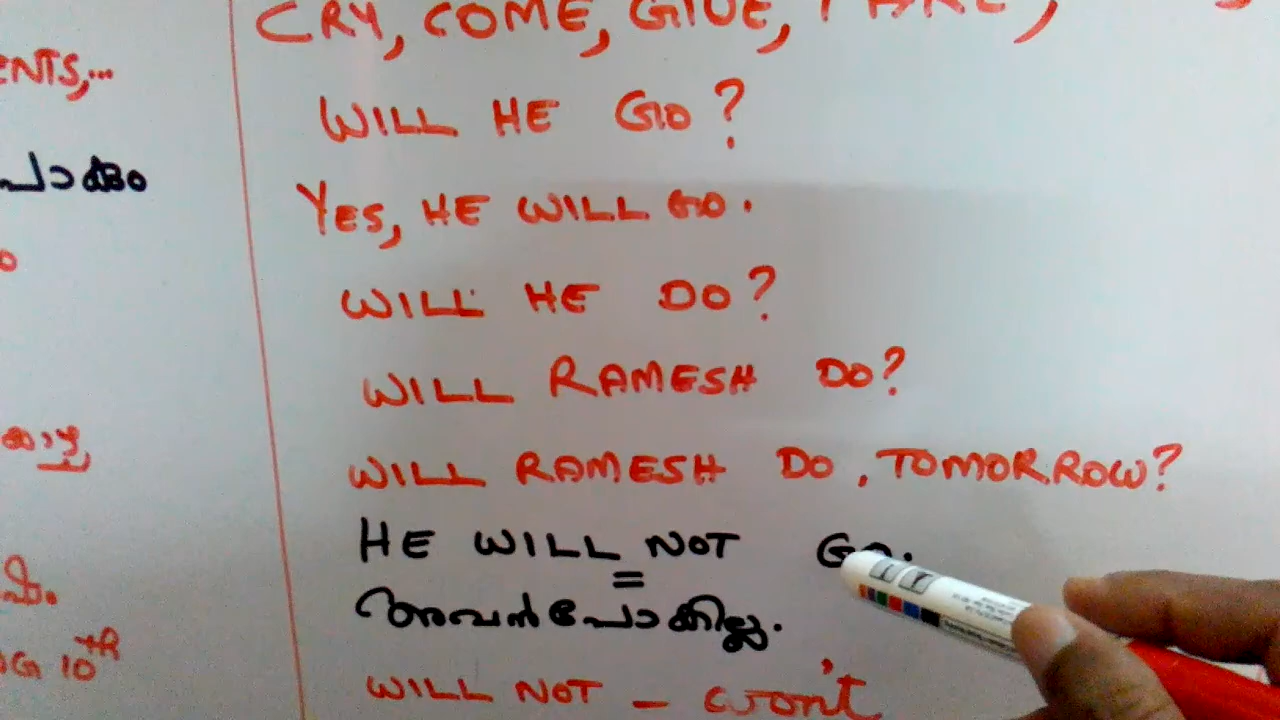 ENTS,...
CRY, COME, GIVE,
WILL HE GO?
YES, HE WILL GO.
WILL HE DO?
WILL RAMESH DO?
WILL RAMESH DO, TOMORROW?
HE WILL NOT GO.
=
അവൻ പോകില്ല.
WILL NOT – won't
G 10th